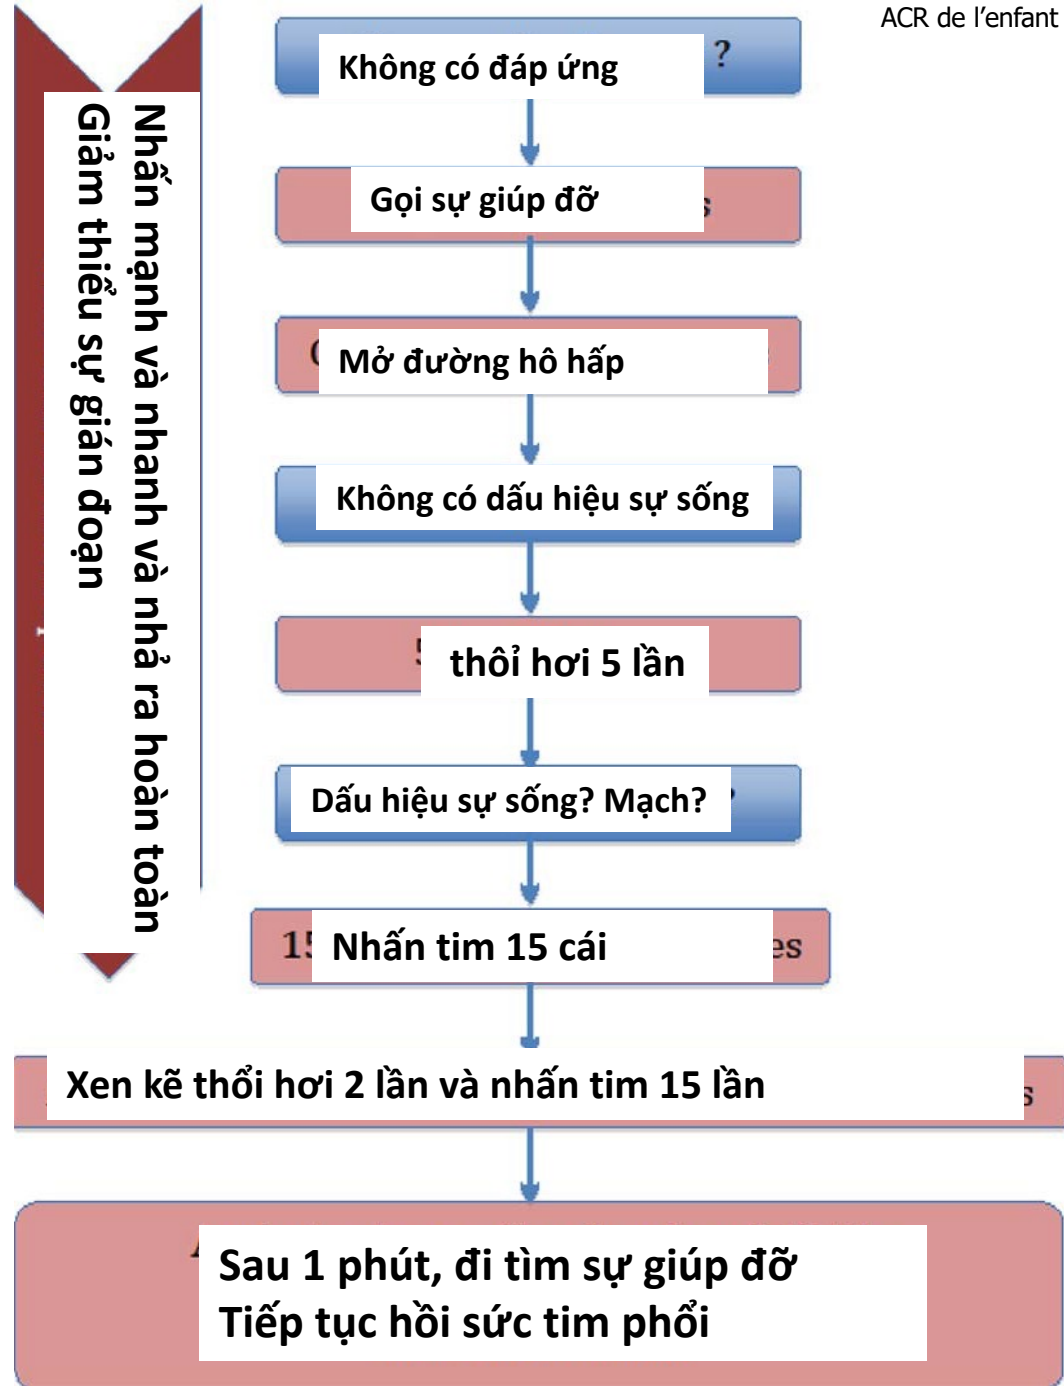 ACR de l’enfant
Không có đáp ứng ?
Gọi sự giúp đỡ
Mở đường hô hấp
Không có dấu hiệu sự sống
thôỉ hơi 5 lần
Dấu hiệu sự sống? Mạch?
Nhấn tim 15 cái
Xen kẽ thổi hơi 2 lần và nhấn tim 15 lần
Sau 1 phút, đi tìm sự giúp đỡ
Tiếp tục hồi sức tim phổi
Nhấn mạnh và nhanh và nhả ra hoàn toàn
Giảm thiểu sự gián đoạn